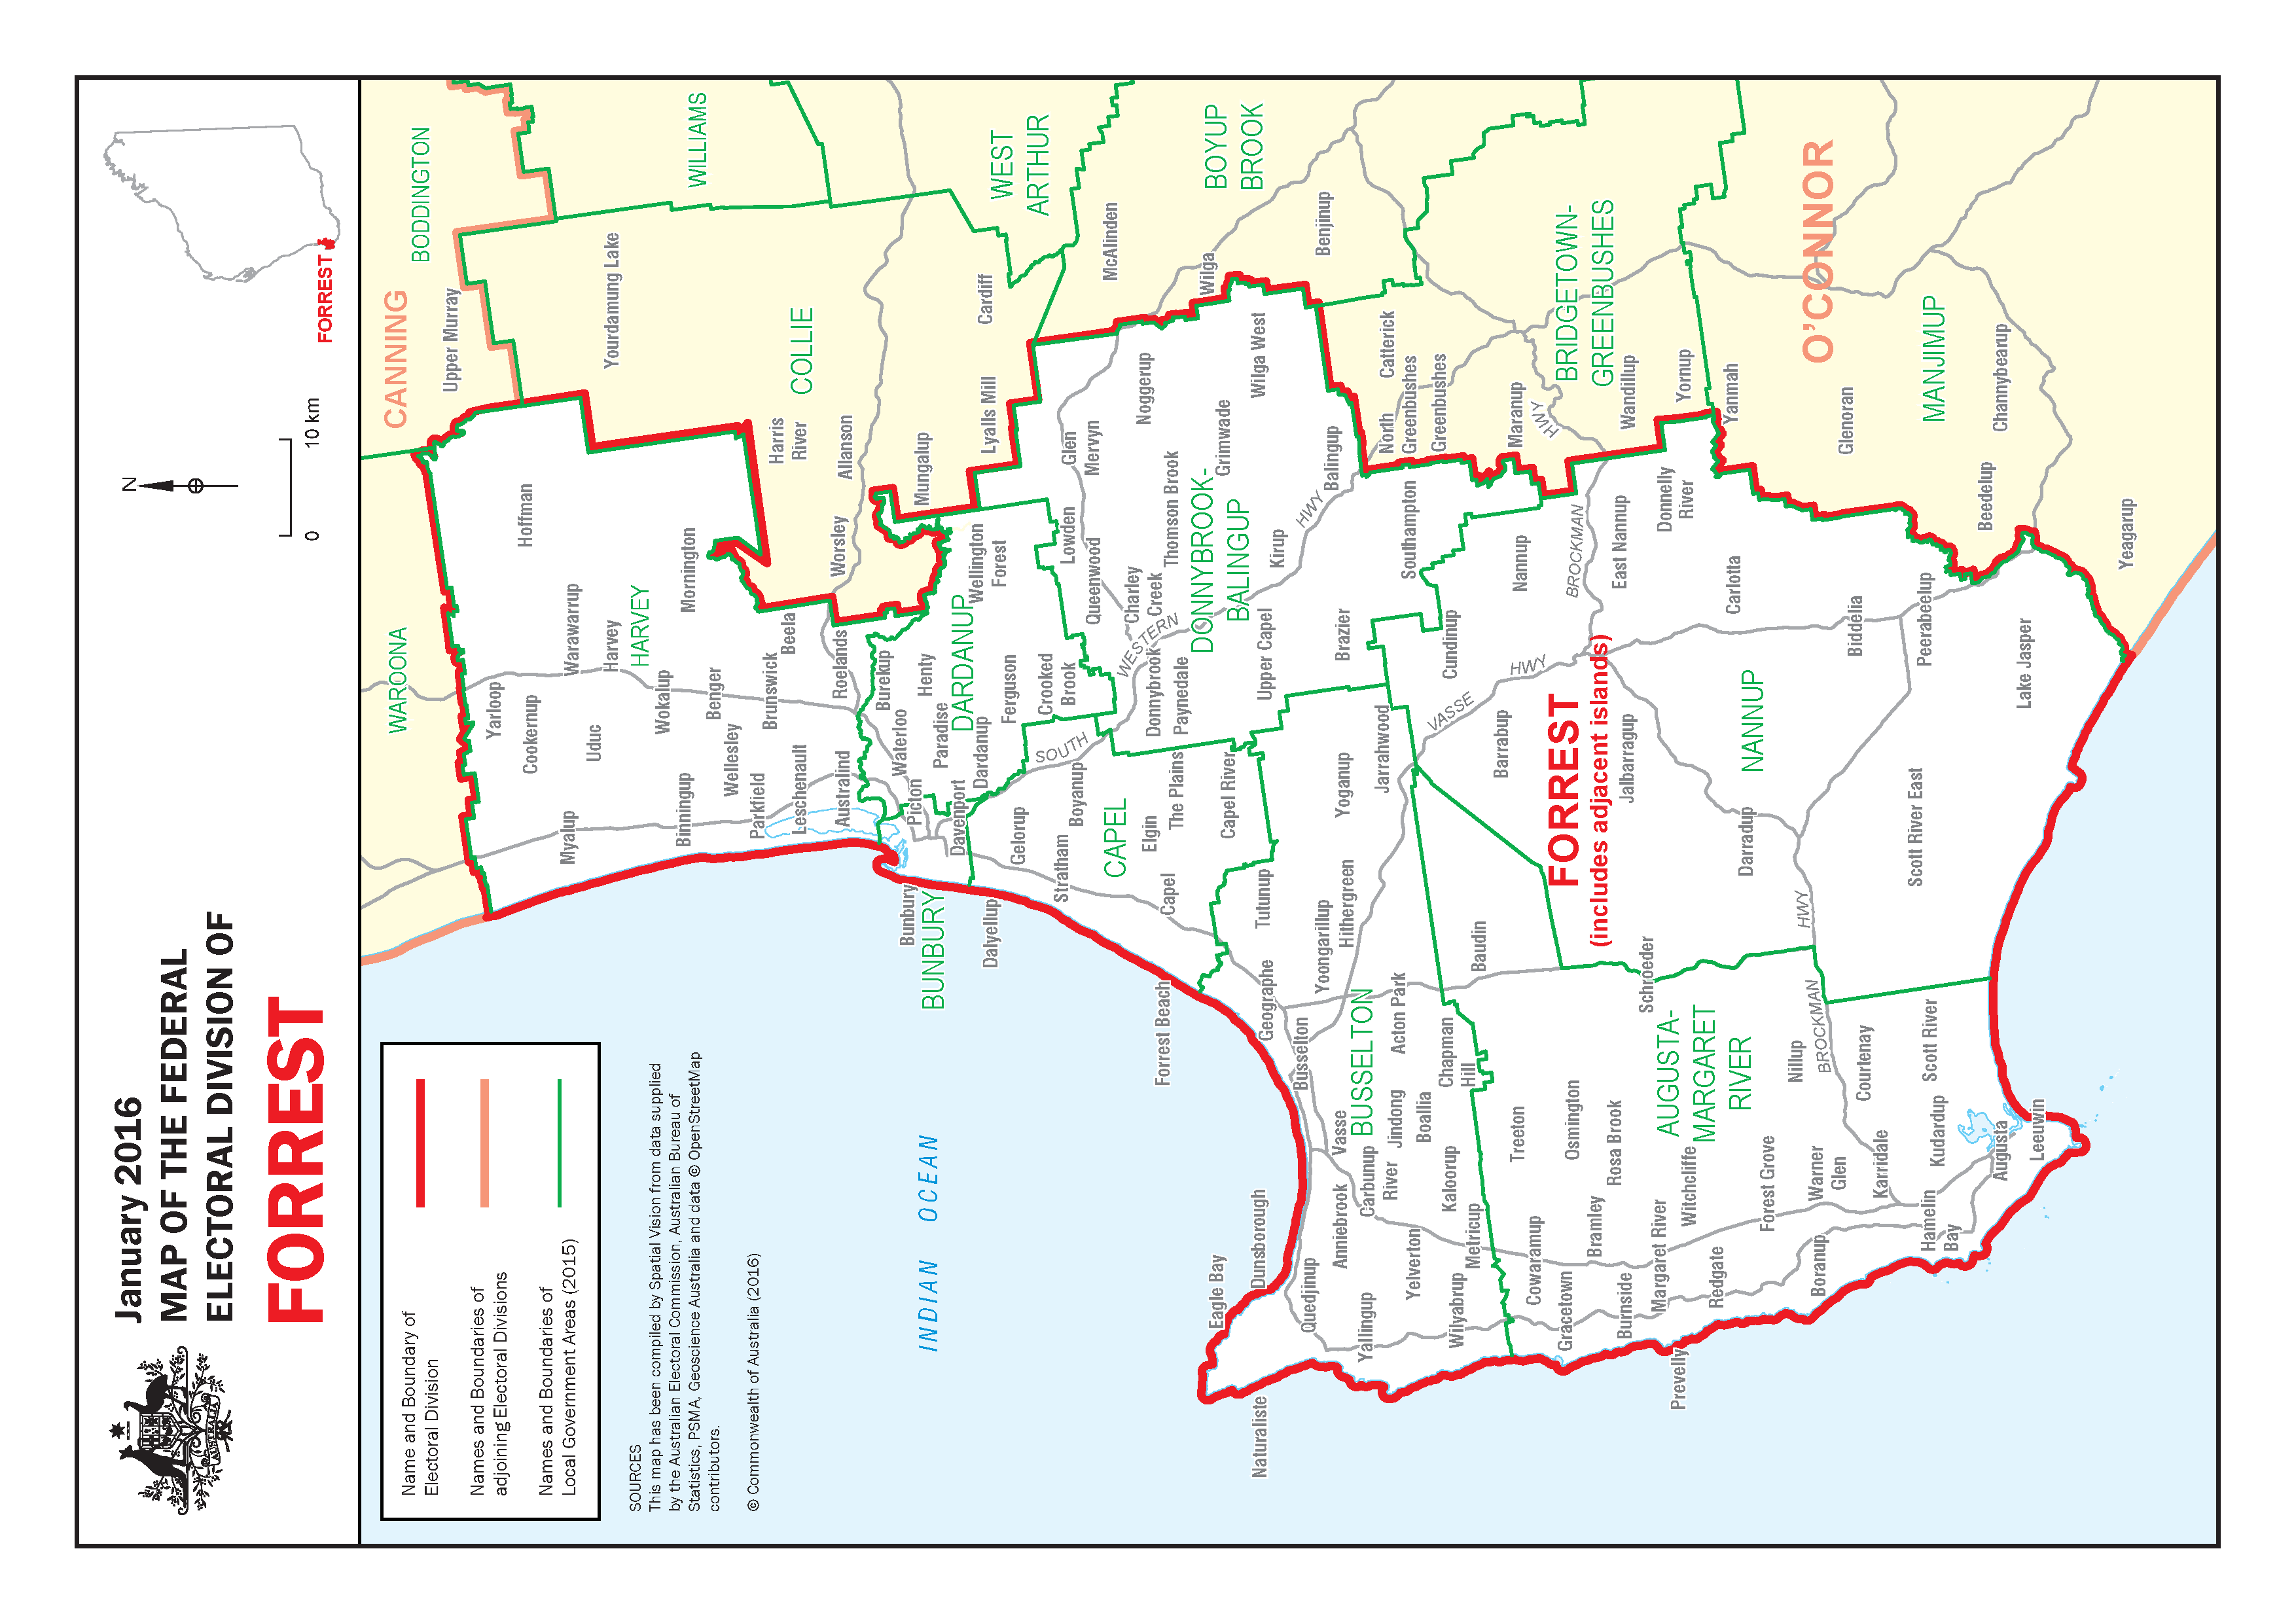 January 2016
MAP OF THE FEDERAL
ELECTORAL DIVISION OF
FORREST
AUSTRALIA
N
0
10 km
FORREST
Name and Boundary of
Electoral Division
Names and Boundaries of
adjoining Electoral Divisions
Names and Boundaries of
Local Government Areas (2015)
SOURCES
This map has been compiled by Spatial Vision from data supplied
by the Australian Electoral Commission, Australian Bureau of
Statistics, PSMA, Geoscience Australia and data © OpenStreetMap
contributors.
© Commonwealth of Australia (2016)
INDIAN OCEAN
CANNING
BODDINGTON
WAROONA
Upper Murray
Yarloop
Hoffman
Cookernup
Myalup
Warawarrup
Uduc
Harvey
HARVEY
Yourdamung Lake
WILLIAMS
Wokalup
Mornington
Binningup
Benger
Wellesley
Parkfield
Brunswick
Beela
Harris
River
COLLIE
Leschenault
Australind
Roelands
Worsley
Allanson
Burekup
Waterloo
Picton
Henty
Mungalup
Bunbury
BUNBURY
Paradise
DARDANUP
Davenport
Dardanup
Wellington
Forest
Lyalls Mill
Cardiff
WEST
ARTHUR
Dalyellup
Ferguson
Gelorup
Crooked
Brook
Lowden
Glen
Mervyn
SOUTH
Stratham
Boyanup
Queenwood
McAlinden
CAPEL
WESTERN
Charley
Creek
Noggerup
Elgin
Donnybrook
Thomson Brook
Forrest Beach
Capel
The Plains
Paynedale
DONNYBROOK-
BALINGUP
Grimwade
Wilga
BOYUP
BROOK
Eagle Bay
Capel River
Wilga West
Naturaliste
Dunsborough
Geographe
Tutunup
Upper Capel
Kirup
HWY
Busselton
Quedjinup
Yoongarillup
Hithergreen
Yoganup
Brazier
Balingup
Benjinup
Anniebrook
Vasse
BUSSELTON
Yallingup
Carbunup
River
Jindong
Acton Park
Jarrahwood
North
Greenbushes
Catterick
Yelverton
Boallia
Southampton
Greenbushes
Wilyabrup
Kaloorup
Chapman
Hill
VASSE
Cundinup
Metricup
Baudin
Barrabup
HWY
Nannup
Maranup
HWY
Cowaramup
Treeton
Gracetown
Osmington
FORREST
(includes adjacent islands)
BROCKMAN
BRIDGETOWN-
GREENBUSHES
Bramley
Rosa Brook
Burnside
Jalbarragup
East Nannup
Wandillup
Margaret River
Schroeder
Donnelly
River
Yornup
Prevelly
Witchcliffe
AUGUSTA-
MARGARET
RIVER
Redgate
Darradup
NANNUP
Carlotta
Yanmah
Forest Grove
Nillup
HWY
O'CONNOR
Boranup
Warner
Glen
BROCKMAN
Courtenay
Biddelia
Glenoran
Karridale
Hamelin
Bay
Kudardup
Scott River
Scott River East
Peerabeelup
MANJIMUP
Augusta
Leeuwin
Lake Jasper
Beedelup
Channybearup
Yeagarup